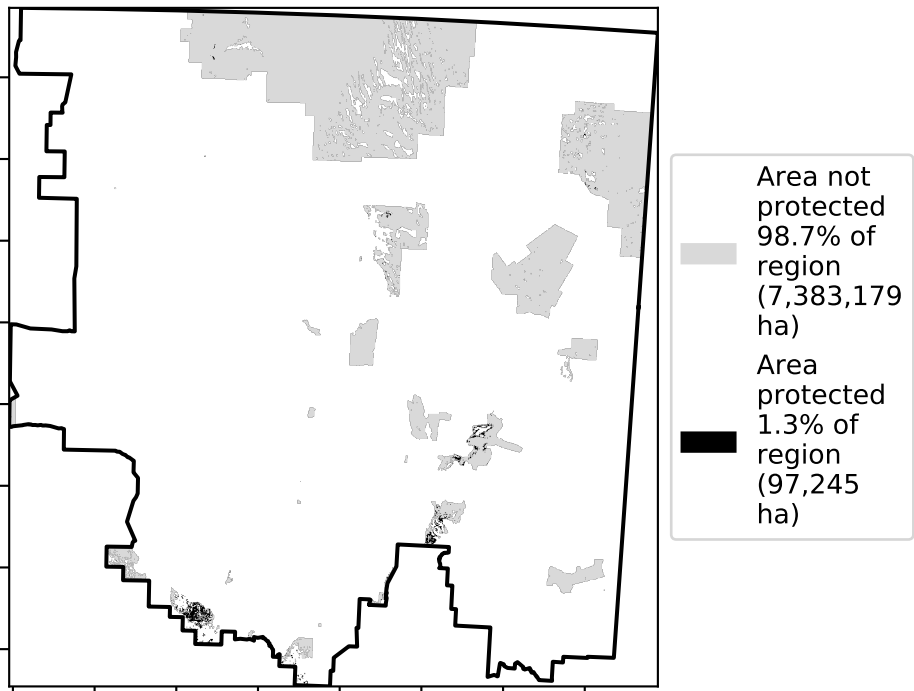 Area not
protected
98.7% of
region
(7,383,179
ha)
Area
protected
1.3% of
region
(97,245
ha)